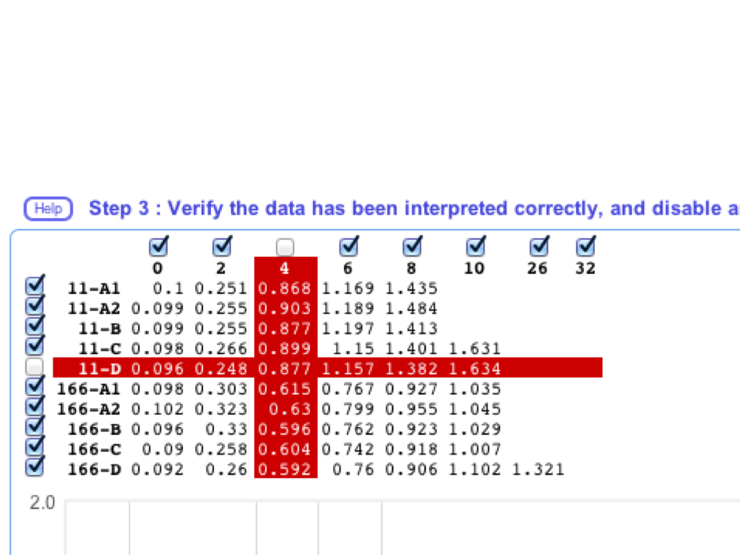 Help Step 3 : Verify the data has been interpreted correctly, and disable a
0 2 4 6 8 10 26 32
11-A1 0.1 0.251 0.868 1.169 1.435
11-A2 0.099 0.255 0.903 1.189 1.484
11-B 0.099 0.255 0.877 1.197 1.413
11-C 0.098 0.266 0.899 1.15 1.401 1.631
11-D 0.096 0.248 0.877 1.157 1.382 1.634
166-A1 0.098 0.303 0.615 0.767 0.927 1.035
166-A2 0.102 0.323 0.63 0.799 0.955 1.045
166-B 0.096 0.33 0.596 0.762 0.923 1.029
166-C 0.09 0.258 0.604 0.742 0.918 1.007
166-D 0.092 0.26 0.592 0.76 0.906 1.102 1.321
2.0